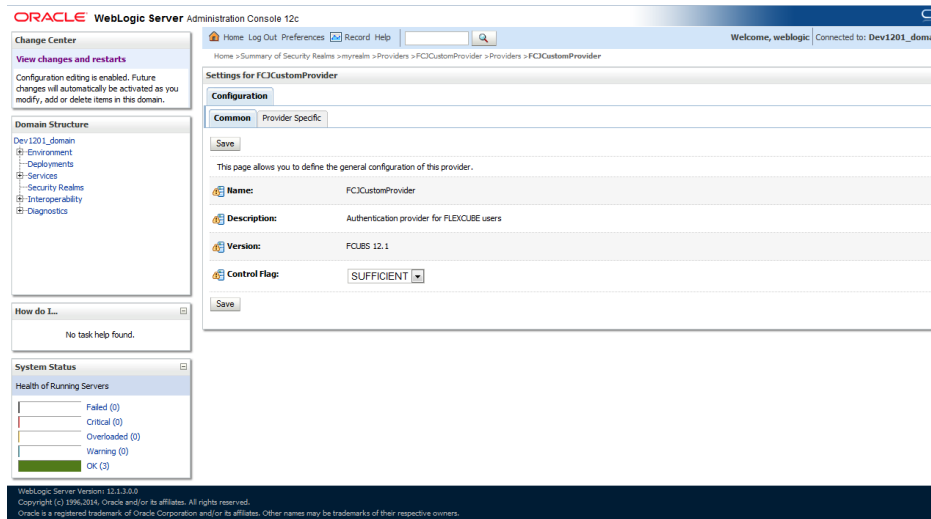 ORACLE WebLogic Server Administration Console 12c
Change Center
View changes and restarts
Configuration editing is enabled. Future
changes will automatically be activated as you
modify, add or delete items in this domain.
Domain Structure
Dev1201_domain
Environment
Deployments
Services
Security Realms
Interoperability
Diagnostics
How do I...
No task help found.
System Status
Health of Running Servers
Failed (0)
Critical (0)
Overloaded (0)
Warning (0)
OK (3)
Home Log Out Preferences Record Help
Welcome, weblogic Connected to: Dev1201_doma
Home >Summary of Security Realms >myrealm >Providers >FCJCustomProvider >Providers >FCJCustomProvider
Settings for FCJCustomProvider
Configuration
Common Provider Specific
Save
This page allows you to define the general configuration of this provider.
Name: FCJCustomProvider
Description: Authentication provider for FLEXCUBE users
Version: FCUBS 12.1
Control Flag: SUFFICIENT
Save
WebLogic Server Version: 12.1.3.0.0
Copyright (c) 1996,2014, Oracle and/or its affiliates. All rights reserved.
Oracle is a registered trademark of Oracle Corporation and/or its affiliates. Other names may be trademarks of their respective owners.